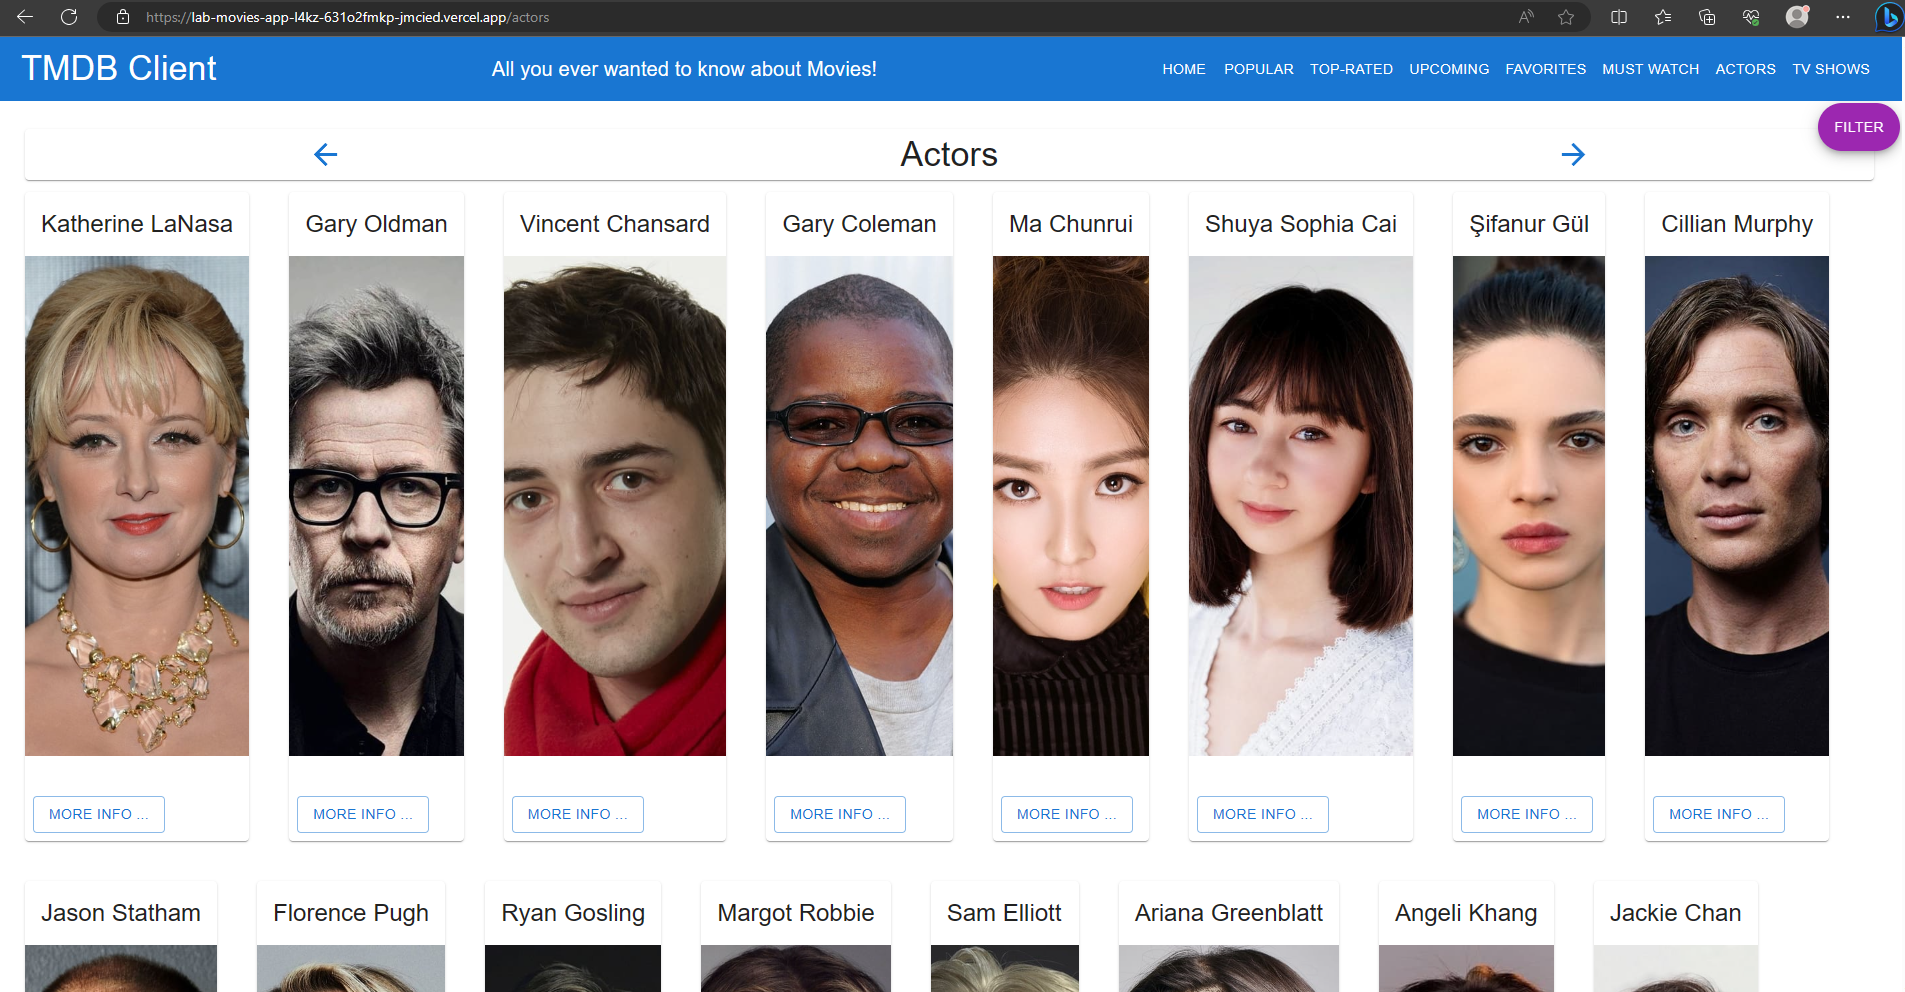 https://lab-movies-app-l4kz-631o2fmkp-jmcied.vercel.app/actors
TMDB Client
All you ever wanted to know about Movies!
HOME POPULAR TOP-RATED UPCOMING FAVORITES MUST WATCH ACTORS TV SHOWS
FILTER
Actors
Katherine LaNasa
Gary Oldman
Vincent Chansard
Gary Coleman
Ma Chunrui
Shuya Sophia Cai
Şifanur Gül
Cillian Murphy
MORE INFO ...
MORE INFO ...
MORE INFO ...
MORE INFO ...
MORE INFO ...
MORE INFO ...
MORE INFO ...
MORE INFO ...
Jason Statham
Florence Pugh
Ryan Gosling
Margot Robbie
Sam Elliott
Ariana Greenblatt
Angeli Khang
Jackie Chan